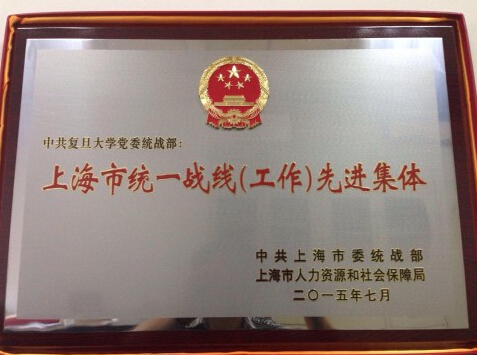 中共复旦大学党委统战部:
上海市统一战线(工作)先进集体
中共上海市委统战部
上海市人力资源和社会保障局
二〇一五年七月